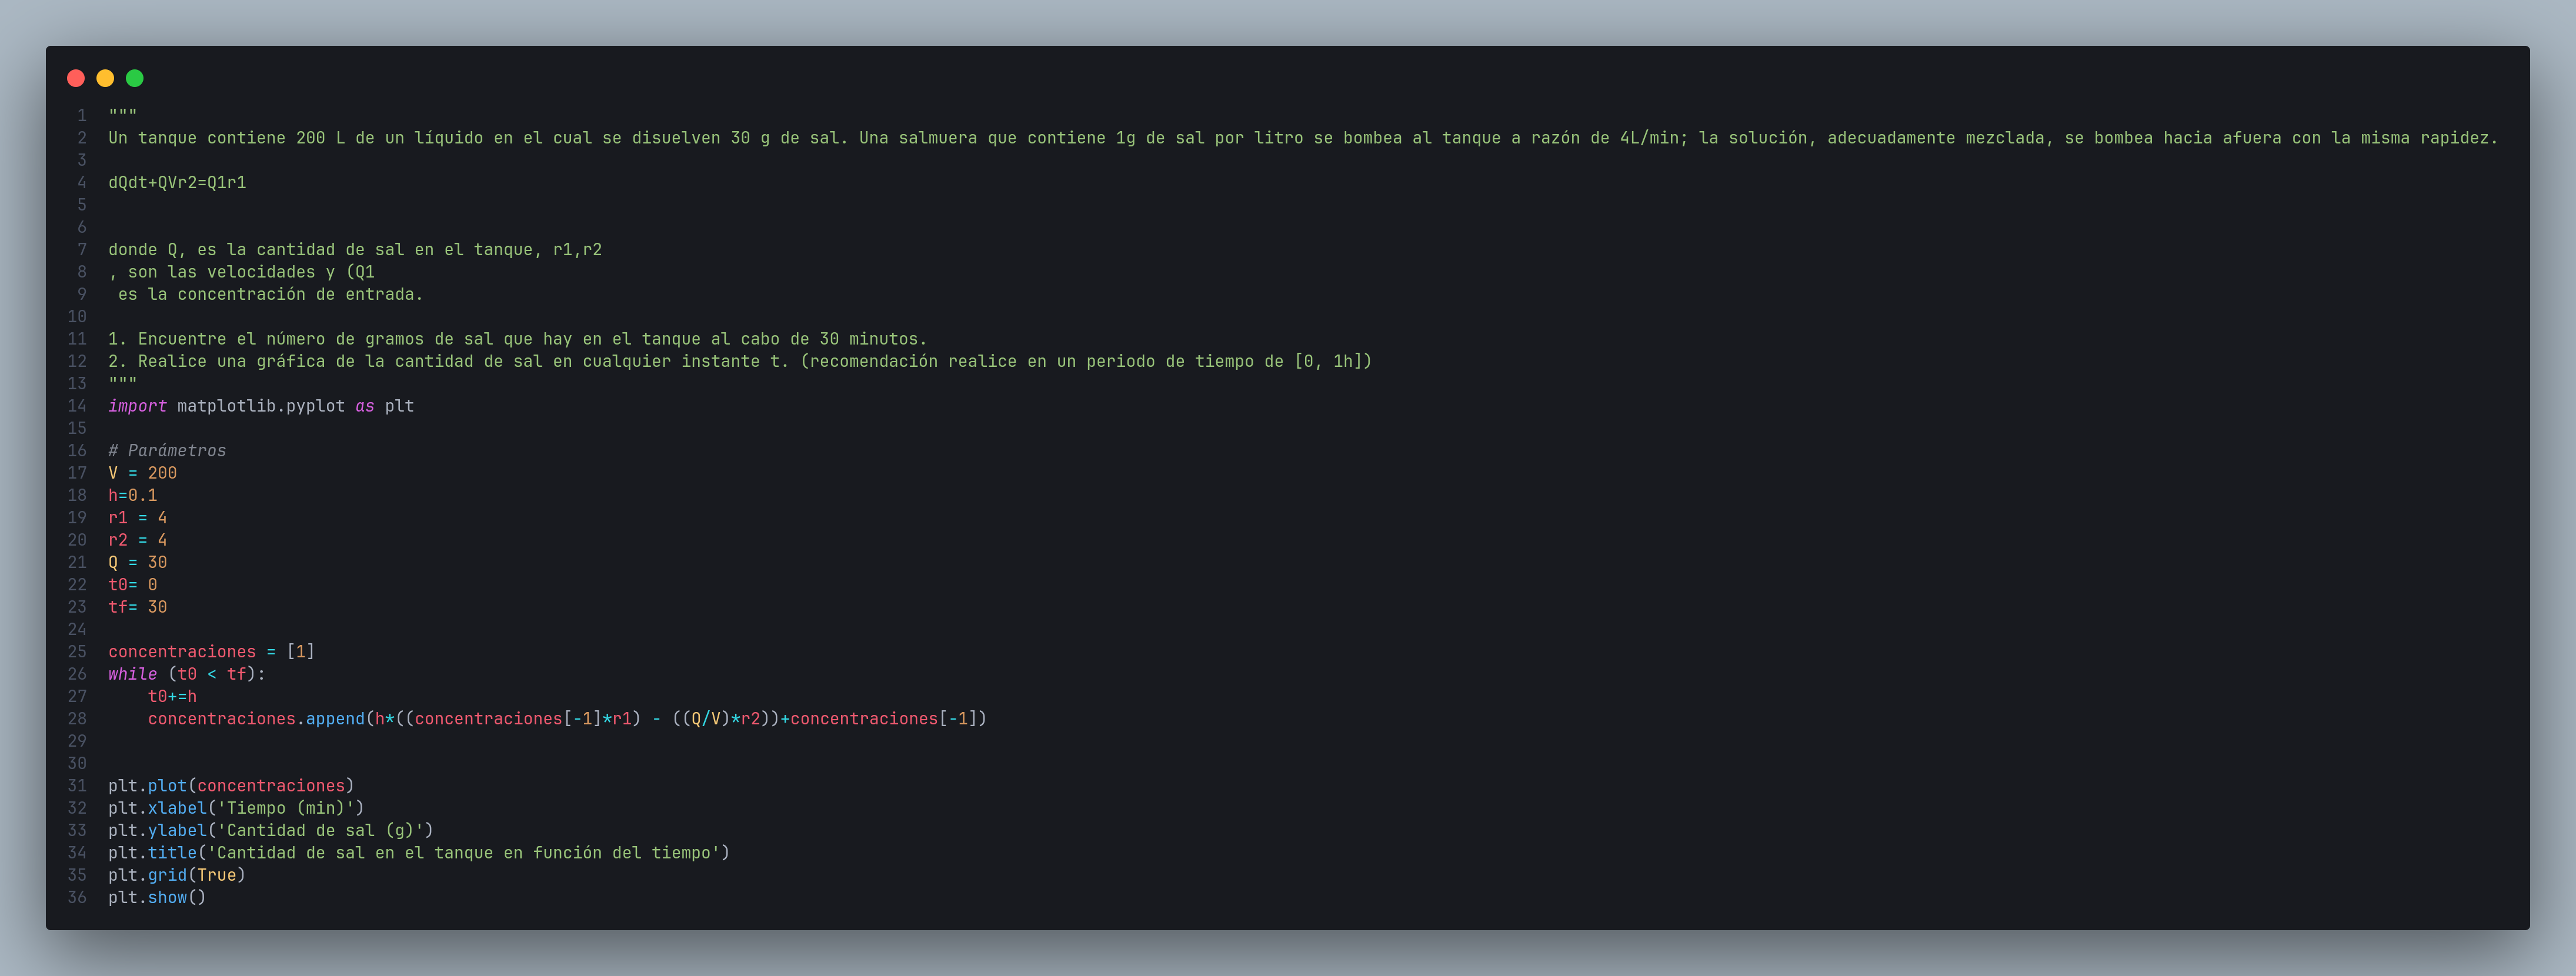 1 """
2 Un tanque contiene 200 L de un líquido en el cual se disuelven 30 g de sal. Una salmuera que contiene 1g de sal por litro se bombea al tanque a razón de 4L/min; la solución, adecuadamente mezclada, se bombea hacia afuera con la misma rapidez.
3
4 dQdt+QVr2=Q1r1
5
6
7 donde Q, es la cantidad de sal en el tanque, r1,r2
8 , son las velocidades y (Q1
9  es la concentración de entrada.
10
11 1. Encuentre el número de gramos de sal que hay en el tanque al cabo de 30 minutos.
12 2. Realice una gráfica de la cantidad de sal en cualquier instante t. (recomendación realice en un periodo de tiempo de [0, 1h])
13 """
14 import matplotlib.pyplot as plt
15
16 # Parámetros
17 V = 200
18 h=0.1
19 r1 = 4
20 r2 = 4
21 Q = 30
22 t0= 0
23 tf= 30
24
25 concentraciones = [1]
26 while (t0 < tf):
27     t0+=h
28     concentraciones.append(h*((concentraciones[-1]*r1) - ((Q/V)*r2))+concentraciones[-1])
29
30
31 plt.plot(concentraciones)
32 plt.xlabel('Tiempo (min)')
33 plt.ylabel('Cantidad de sal (g)')
34 plt.title('Cantidad de sal en el tanque en función del tiempo')
35 plt.grid(True)
36 plt.show()